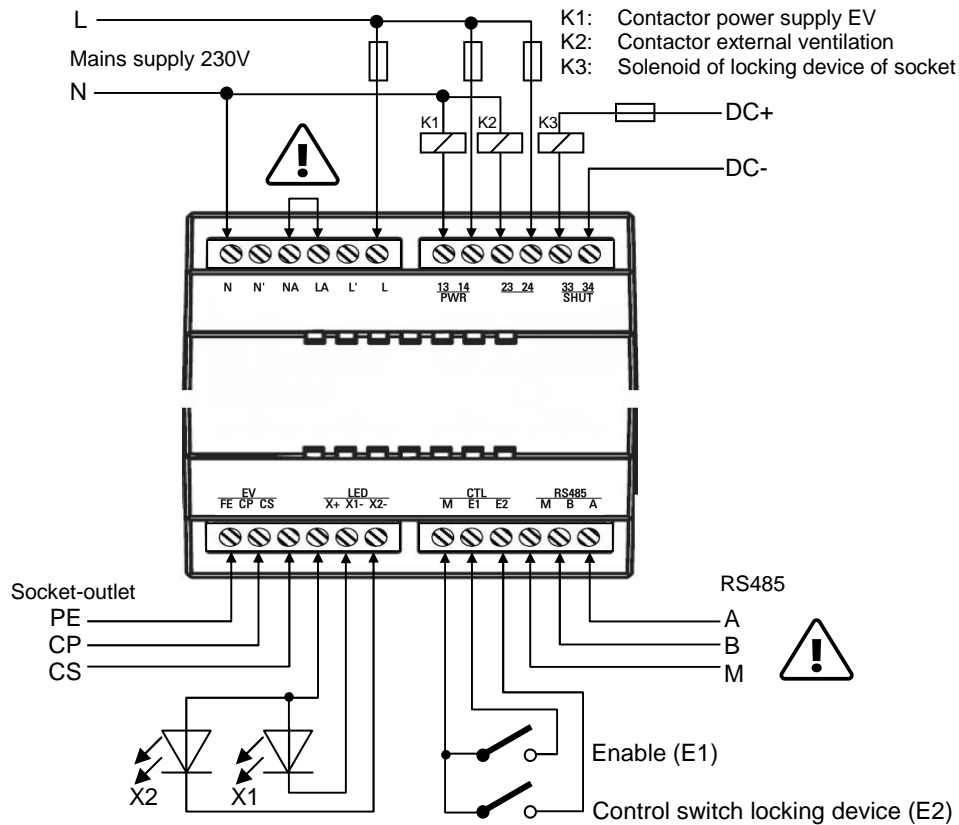 L
K1: Contactor power supply EV
K2: Contactor external ventilation
K3: Solenoid of locking device of socket
Mains supply 230V
N
K1 K2 K3
DC+
DC-
!
N N' NA LA L' L 13 14 23 24 33 34
PWR SHUT
EV LED CTL RS485
FE CP CS X+ X1- X2- M E1 E2 M B A
Socket-outlet
RS485
PE
CP
CS
A
B
M
!
X2
X1
Enable (E1)
Control switch locking device (E2)